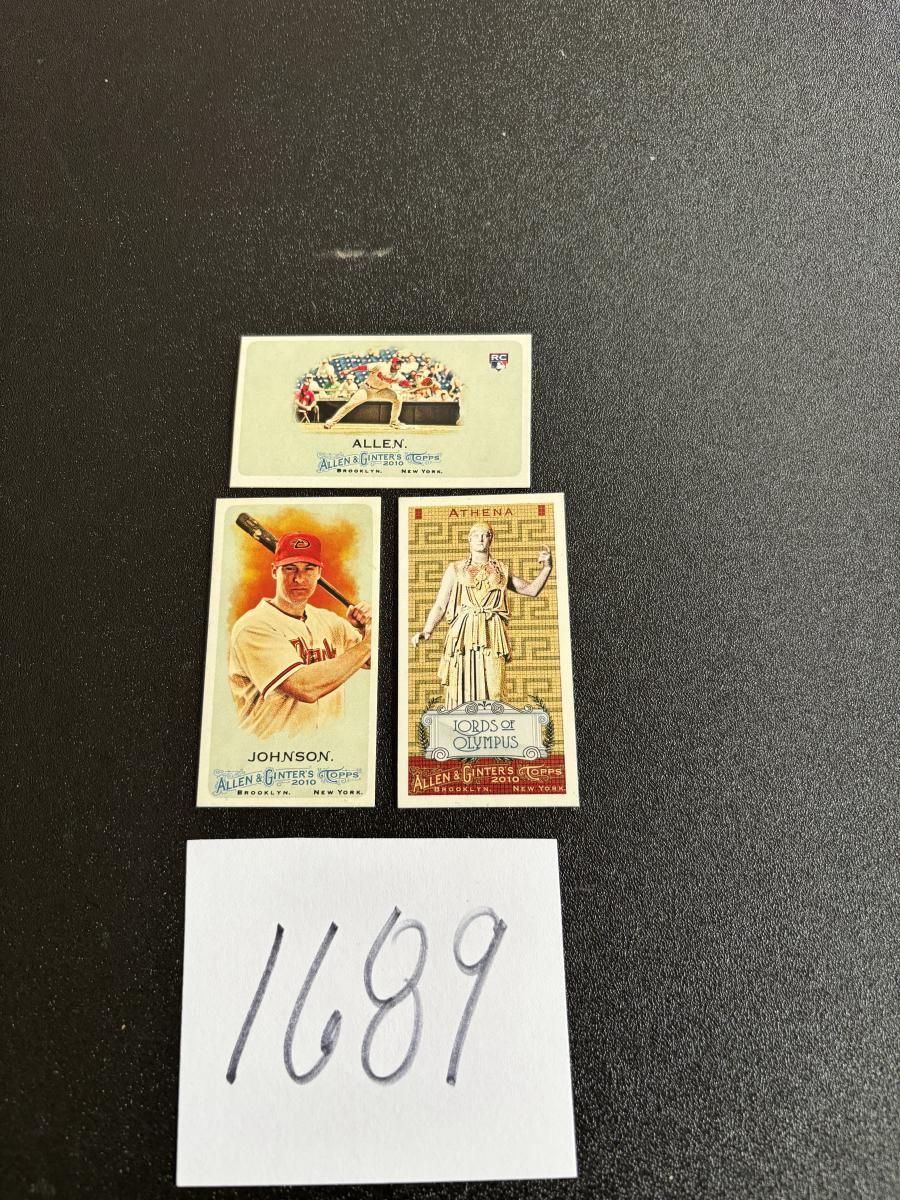 RC
ALLEN.
ALLEN & GINTER'S TOPPS
2010
BROOKLYN. NEW YORK.
JOHNSON.
ALLEN & GINTER'S TOPPS
2010
BROOKLYN. NEW YORK.
ATHENA
LORDS OF
OLYMPUS
ALLEN & GINTER'S TOPPS
2010
BROOKLYN. NEW YORK.
1689